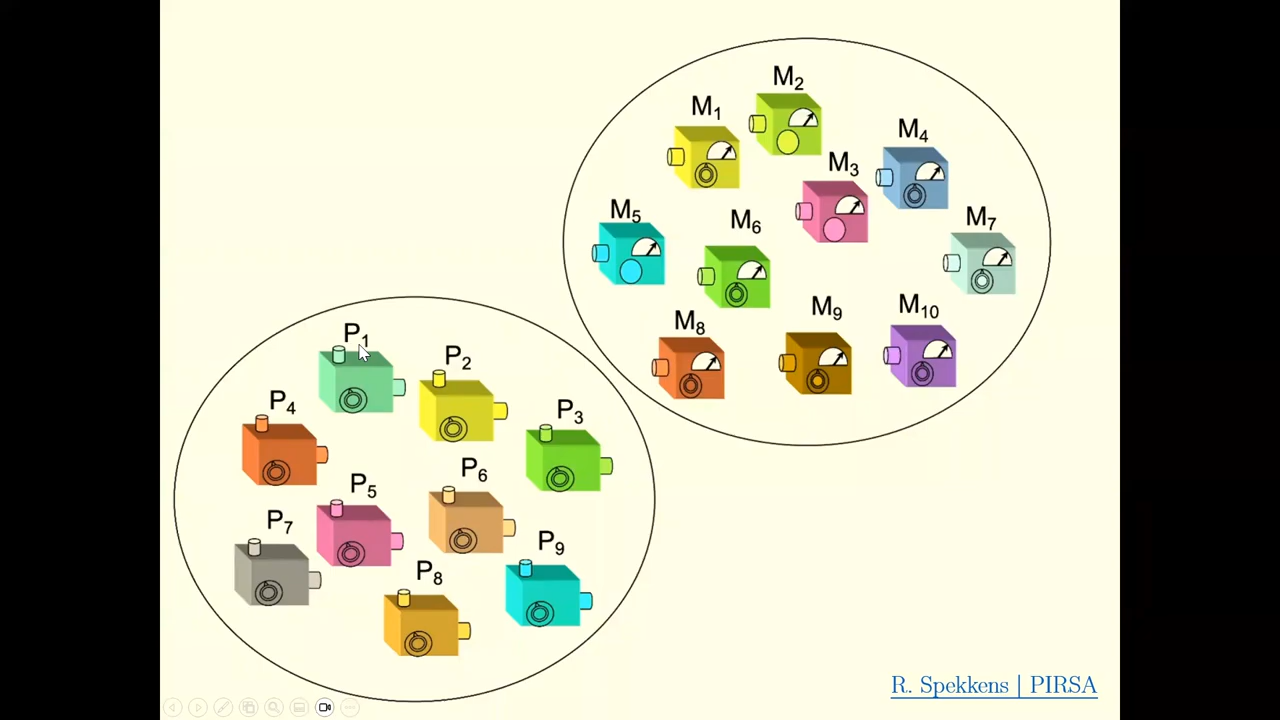 M₂
M₁
M₄
M₃
M₅
M₆
M₇
M₉
M₁₀
M₈
P₁
P₂
P₄
P₃
P₆
P₅
P₇
P₉
P₈
R. Spekkens | PIRSA